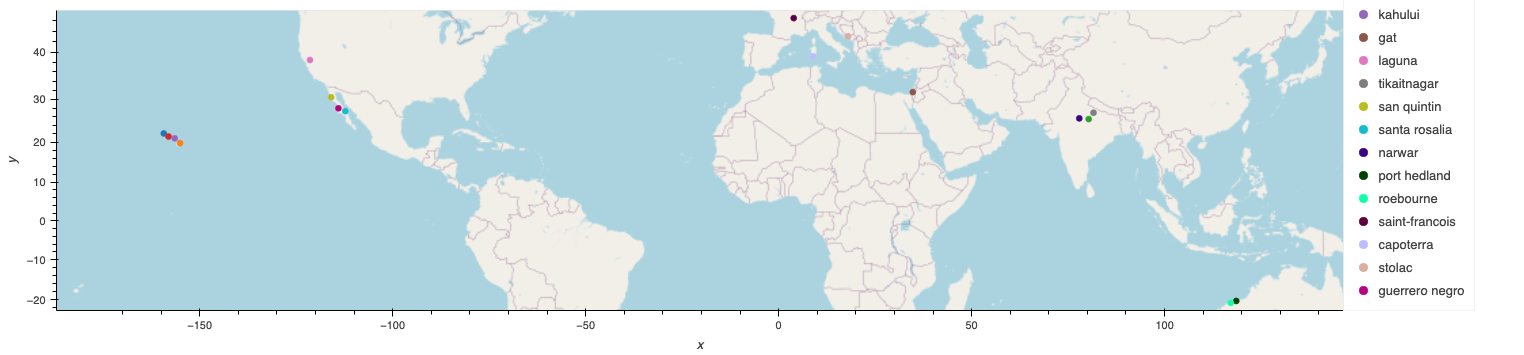 kahului
gat
laguna
tikaitnagar
san quintin
santa rosalia
narwar
port hedland
roebourne
saint-francois
capoterra
stolac
guerrero negro
40
30
20
10
0
−10
−20
y
−150
−100
−50
0
50
100
x